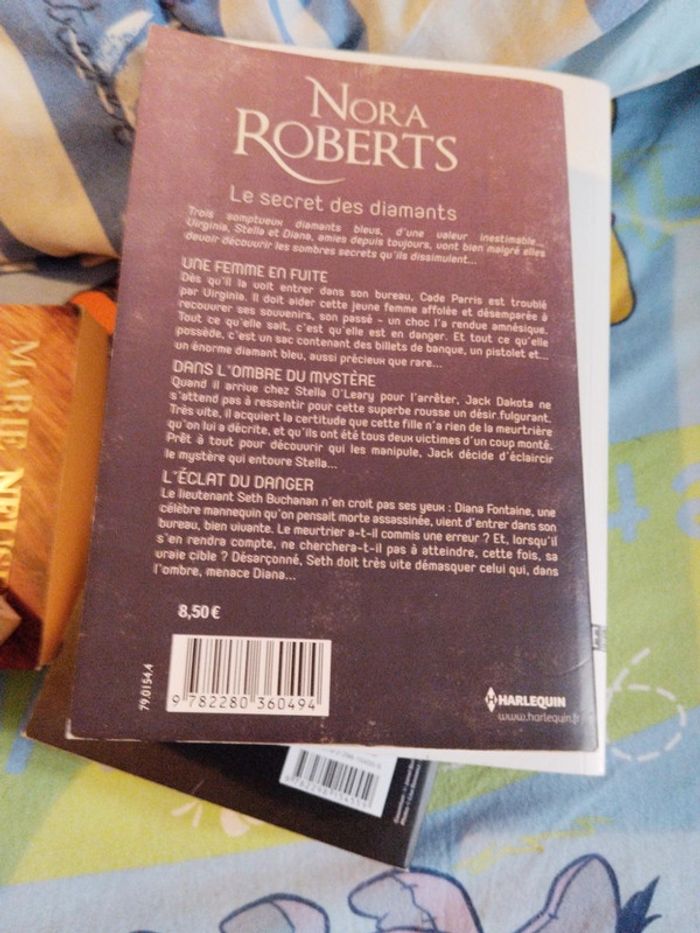 NORA
ROBERTS
Le secret des diamants
Trois somptueux diamants bleus, d'une valeur inestimable...
Virginia, Stella et Diana, amies depuis toujours, vont bien malgré elles
devoir découvrir les sombres secrets qu'ils dissimulent...
UNE FEMME EN FUITE
Dès qu'il la voit entrer dans son bureau, Cade Parris est troublé
par Virginia. Il doit aider cette jeune femme affolée et désemparée à
recouvrer ses souvenirs, son passé – un choc l'a rendue amnésique.
Tout ce qu'elle sait, c'est qu'elle est en danger. Et tout ce qu'elle
possède, c'est un sac contenant des billets de banque, un pistolet et...
un énorme diamant bleu, aussi précieux que rare...
DANS L'OMBRE DU MYSTÈRE
Quand il arrive chez Stella O'Leary pour l'arrêter, Jack Dakota ne
s'attend pas à ressentir pour cette superbe rousse un désir fulgurant.
Très vite, il acquiert la certitude que cette fille n'a rien de la meurtrière
qu'on lui a décrite, et qu'ils ont été tous deux victimes d'un coup monté.
Prêt à tout pour découvrir qui les manipule, Jack décide d'éclaircir
le mystère qui entoure Stella...
L'ÉCLAT DU DANGER
Le lieutenant Seth Buchanan n'en croit pas ses yeux : Diana Fontaine, une
célèbre mannequin qu'on pensait morte assassinée, vient d'entrer dans son
bureau, bien vivante. Le meurtrier a-t-il commis une erreur ? Et, lorsqu'il
s'en rendra compte, ne cherchera-t-il pas à atteindre, cette fois, sa
vraie cible ? Désarçonné, Seth doit très vite démasquer celui qui, dans
l'ombre, menace Diana...
8,50 €
79.0154.4
9 782280 360494
HARLEQUIN
www.harlequin.fr
MARIE